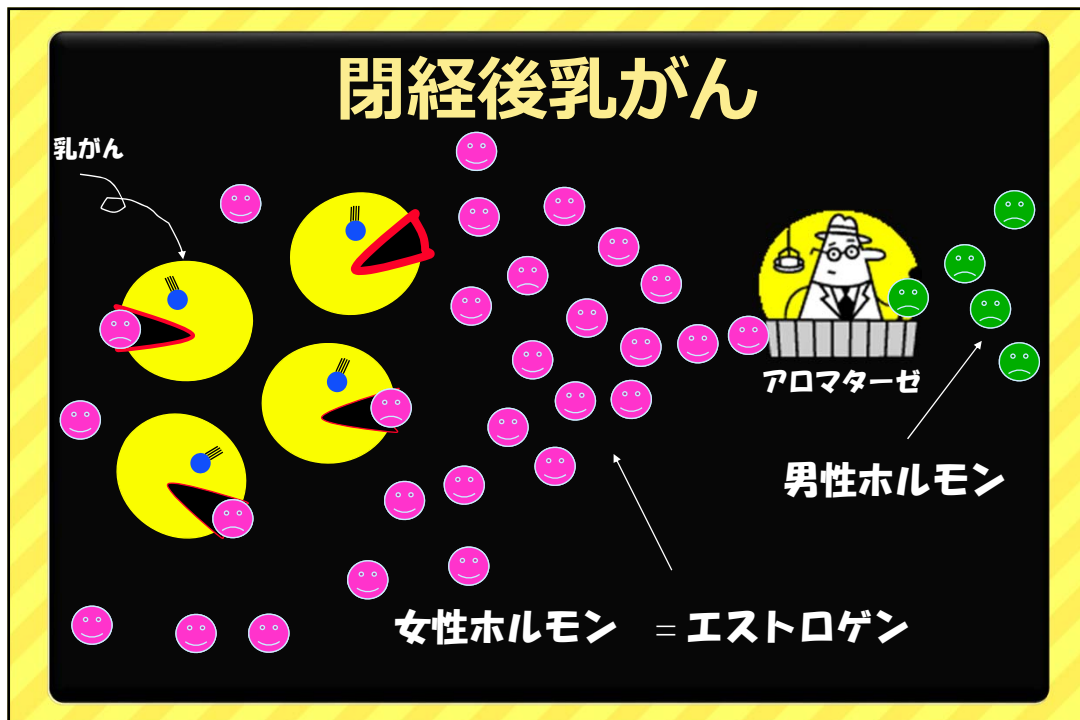 閉経後乳がん
乳がん
アロマターゼ
男性ホルモン
女性ホルモン = エストロゲン